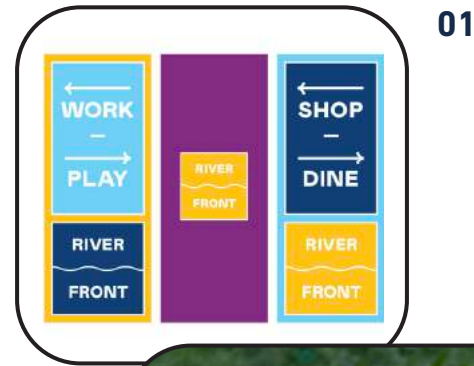 01
←
WORK
–
→
PLAY
RIVER
FRONT
RIVER
FRONT
←
SHOP
–
→
DINE
RIVER
FRONT